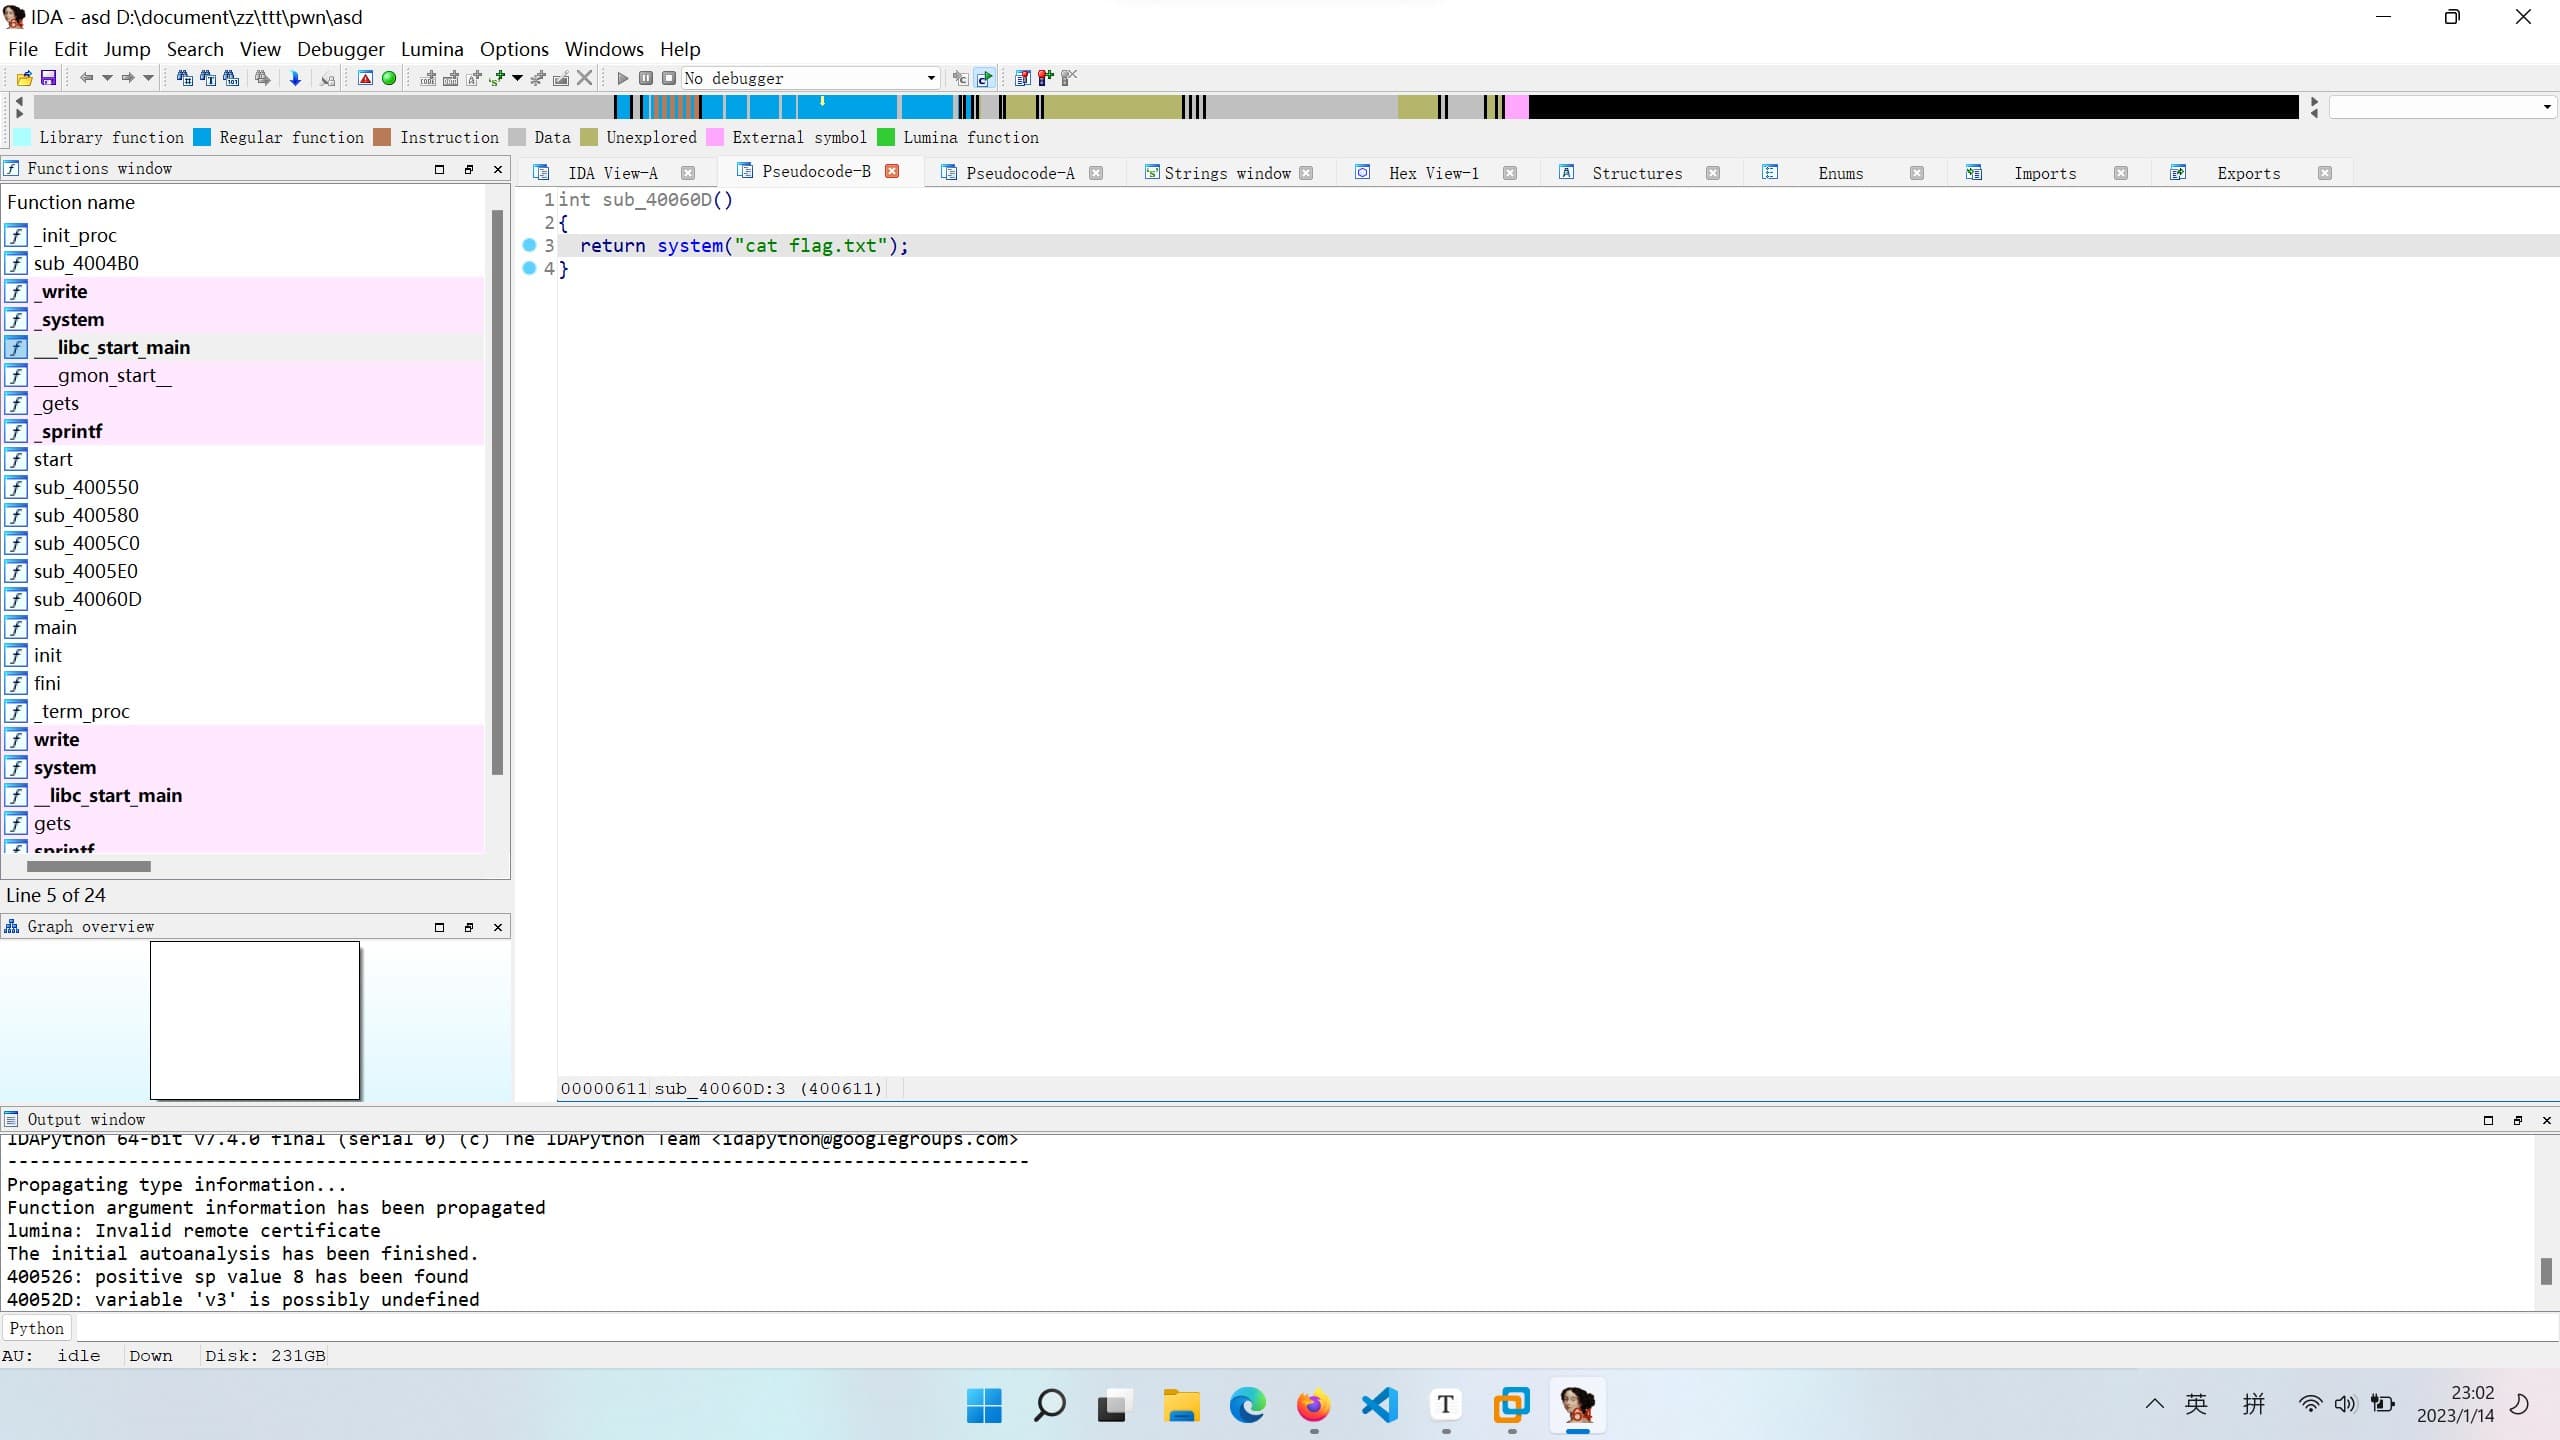 IDA - asd D:\document\zz\ttt\pwn\asd
File Edit Jump Search View Debugger Lumina Options Windows Help
No debugger
Library function Regular function Instruction Data Unexplored External symbol Lumina function
Functions window
Function name
_init_proc
sub_4004B0
_write
_system
___libc_start_main
___gmon_start__
_gets
_sprintf
start
sub_400550
sub_400580
sub_4005C0
sub_4005E0
sub_40060D
main
init
fini
_term_proc
write
system
__libc_start_main
gets
sprintf
Line 5 of 24
Graph overview
IDA View-A Pseudocode-B Pseudocode-A Strings window Hex View-1 Structures Enums Imports Exports
1 int sub_40060D()
2 {
3 return system("cat flag.txt");
4 }
00000611 sub_40060D:3 (400611)
Output window
IDAPython 64-bit v7.4.0 final (serial 0) (c) The IDAPython Team <idapython@googlegroups.com>
---------------------------------------------------------------------------------------------
Propagating type information...
Function argument information has been propagated
lumina: Invalid remote certificate
The initial autoanalysis has been finished.
400526: positive sp value 8 has been found
40052D: variable 'v3' is possibly undefined
Python
AU: idle Down Disk: 231GB
T
64
英 拼
23:02
2023/1/14